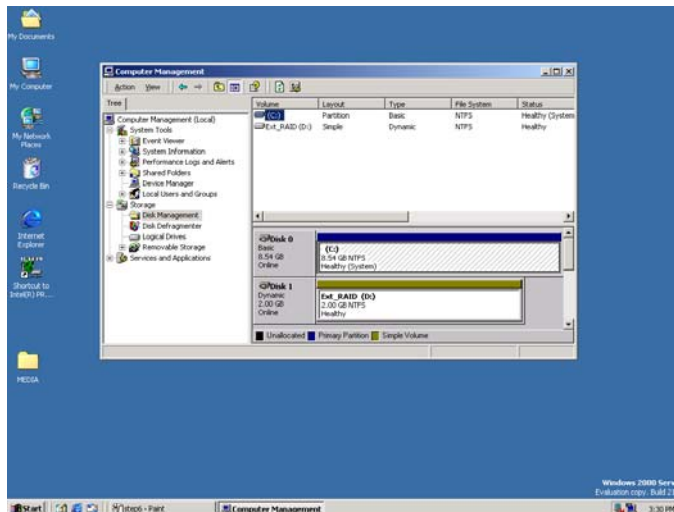 My Documents
My Computer
My Network
Places
Recycle Bin
Internet
Explorer
Shortcut to
Intel(R) PR...
MEDIA
Computer Management
Action View
Tree
Computer Management (Local)
System Tools
Event Viewer
System Information
Performance Logs and Alerts
Shared Folders
Device Manager
Local Users and Groups
Storage
Disk Management
Disk Defragmenter
Logical Drives
Removable Storage
Services and Applications
Volume Layout Type File System Status
(C:) Partition Basic NTFS Healthy (System
Ext_RAID (D:) Simple Dynamic NTFS Healthy
Disk 0
Basic
8.54 GB
Online
(C:)
8.54 GB NTFS
Healthy (System)
Disk 1
Dynamic
2.00 GB
Online
Ext_RAID (D:)
2.00 GB NTFS
Healthy
Unallocated Primary Partition Simple Volume
Windows 2000 Serv
Evaluation copy. Build 21
Start step6 - Paint Computer Management 3:30 PM